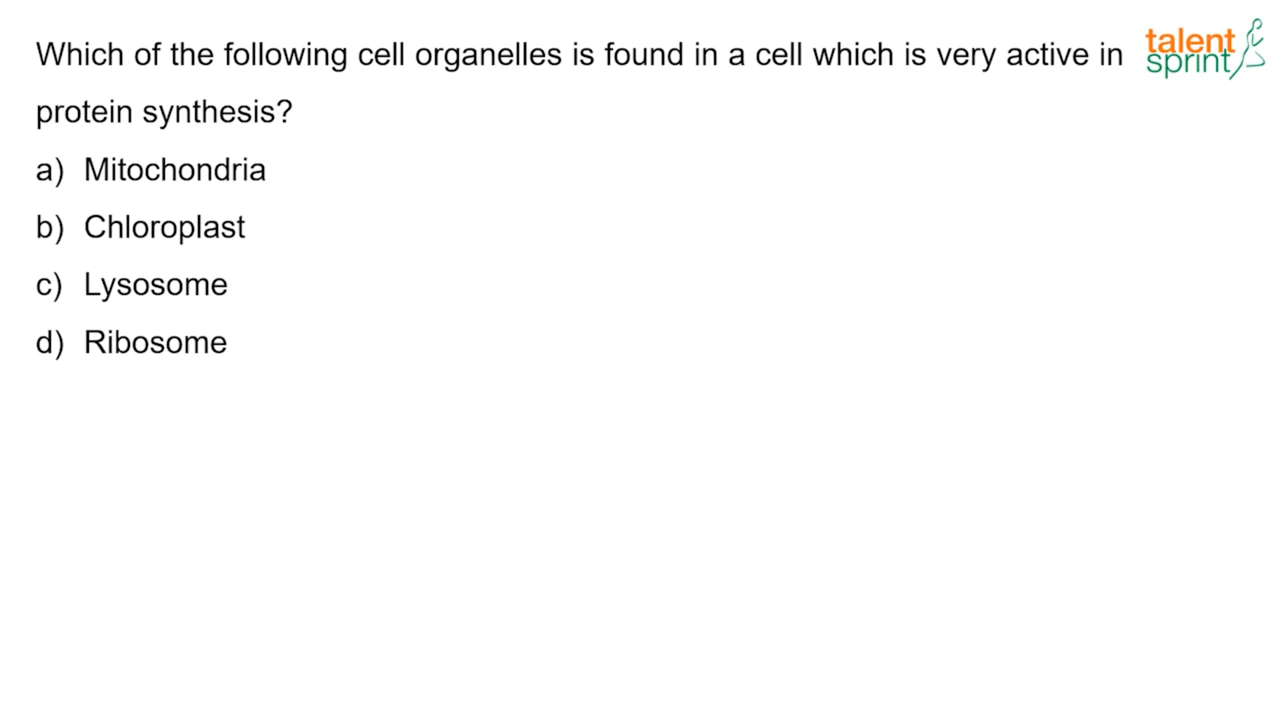 Which of the following cell organelles is found in a cell which is very active in
protein synthesis?
a) Mitochondria
b) Chloroplast
c) Lysosome
d) Ribosome
talent
sprint